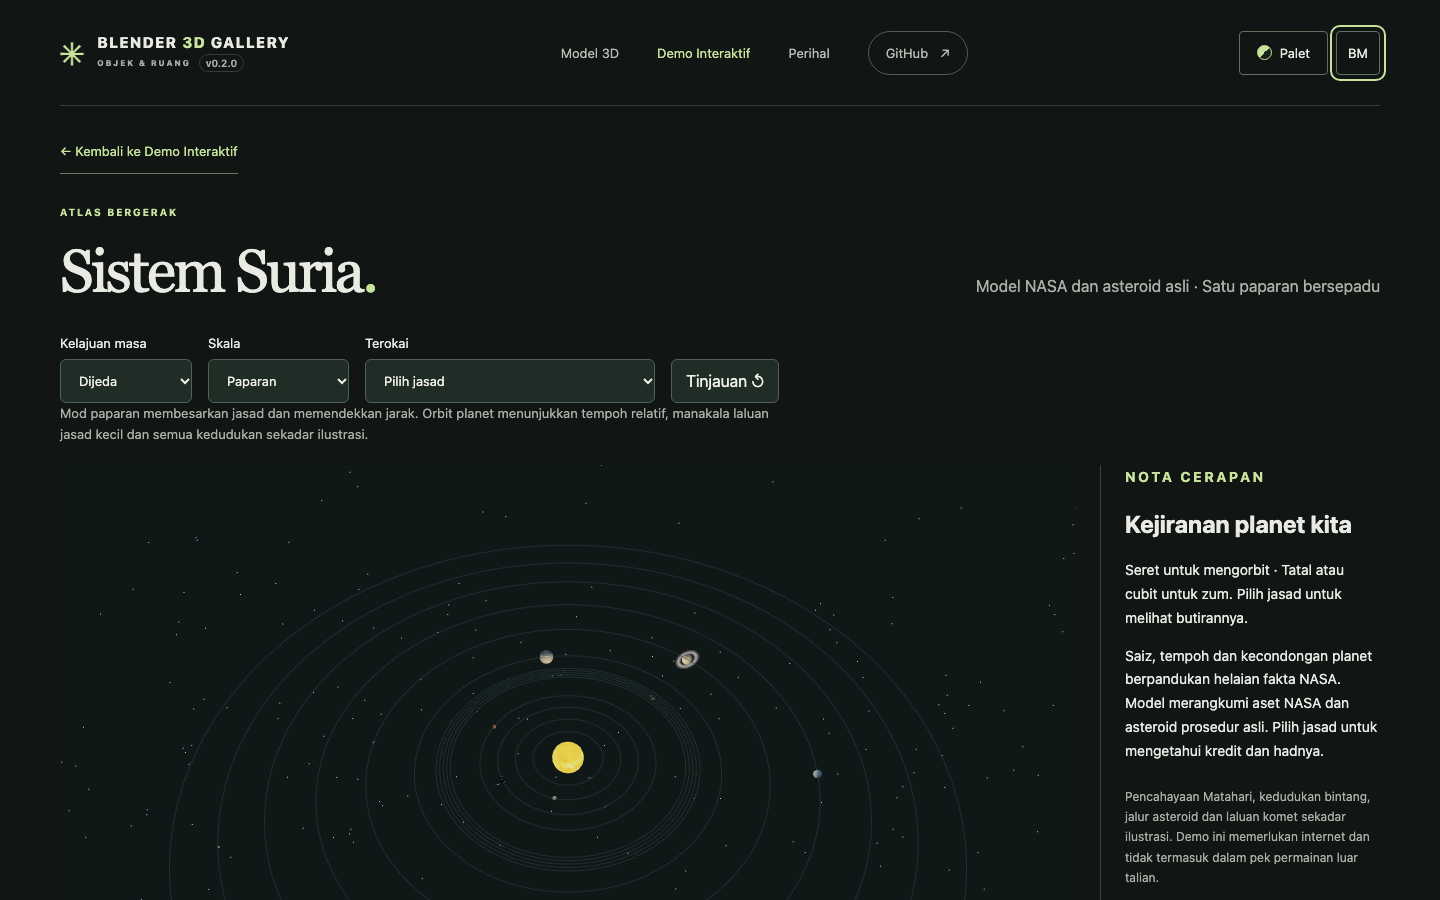 BLENDER 3D GALLERY
OBJEK & RUANG v0.2.0
Model 3D
Demo Interaktif
Perihal
GitHub ↗
Palet
BM
← Kembali ke Demo Interaktif
ATLAS BERGERAK
Sistem Suria.
Model NASA dan asteroid asli · Satu paparan bersepadu
Kelajuan masa
Skala
Terokai
Dijeda
Paparan
Pilih jasad
Tinjauan ↺
Mod paparan membesarkan jasad dan memendekkan jarak. Orbit planet menunjukkan tempoh relatif, manakala laluan
jasad kecil dan semua kedudukan sekadar ilustrasi.
NOTA CERAPAN
Kejiranan planet kita
Seret untuk mengorbit · Tatal atau
cubit untuk zum. Pilih jasad untuk
melihat butirannya.
Saiz, tempoh dan kecondongan planet
berpandukan helaian fakta NASA.
Model merangkumi aset NASA dan
asteroid prosedur asli. Pilih jasad untuk
mengetahui kredit dan hadnya.
Pencahayaan Matahari, kedudukan bintang,
jalur asteroid dan laluan komet sekadar
ilustrasi. Demo ini memerlukan internet dan
tidak termasuk dalam pek permainan luar
talian.